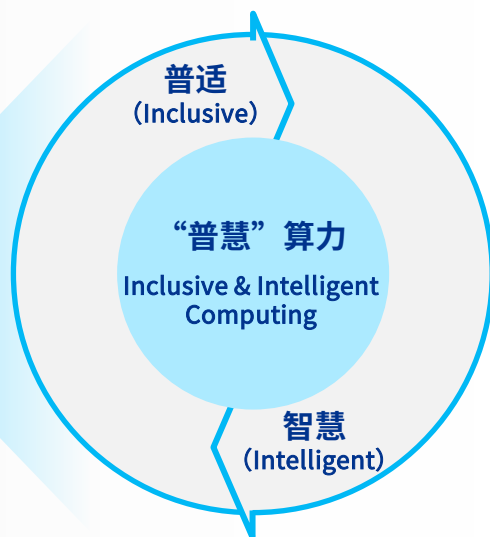 普适
（Inclusive）
“普慧”算力
Inclusive & Intelligent
Computing
智慧
（Intelligent）